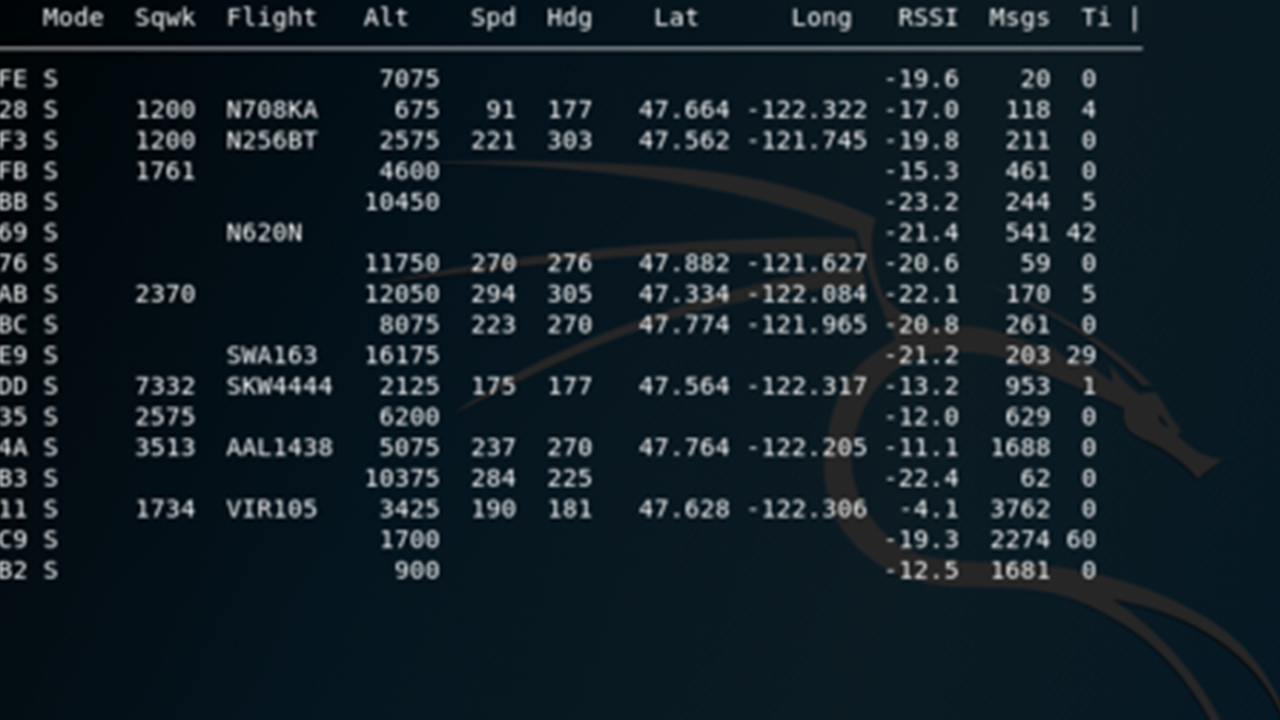 Mode Sqwk Flight Alt Spd Hdg Lat Long RSSI Msgs Ti |
FE S 7075 -19.6 20 0
28 S 1200 N708KA 675 91 177 47.664 -122.322 -17.0 118 4
F3 S 1200 N256BT 2575 221 303 47.562 -121.745 -19.8 211 0
FB S 1761 4600 -15.3 461 0
BB S 10450 -23.2 244 5
69 S N620N -21.4 541 42
76 S 11750 270 276 47.882 -121.627 -20.6 59 0
AB S 2370 12050 294 305 47.334 -122.084 -22.1 170 5
BC S 8075 223 270 47.774 -121.965 -20.8 261 0
E9 S SWA163 16175 -21.2 203 29
DD S 7332 SKW4444 2125 175 177 47.564 -122.317 -13.2 953 1
35 S 2575 6200 -12.0 629 0
4A S 3513 AAL1438 5075 237 270 47.764 -122.205 -11.1 1688 0
B3 S 10375 284 225 -22.4 62 0
11 S 1734 VIR105 3425 190 181 47.628 -122.306 -4.1 3762 0
C9 S 1700 -19.3 2274 60
B2 S 900 -12.5 1681 0